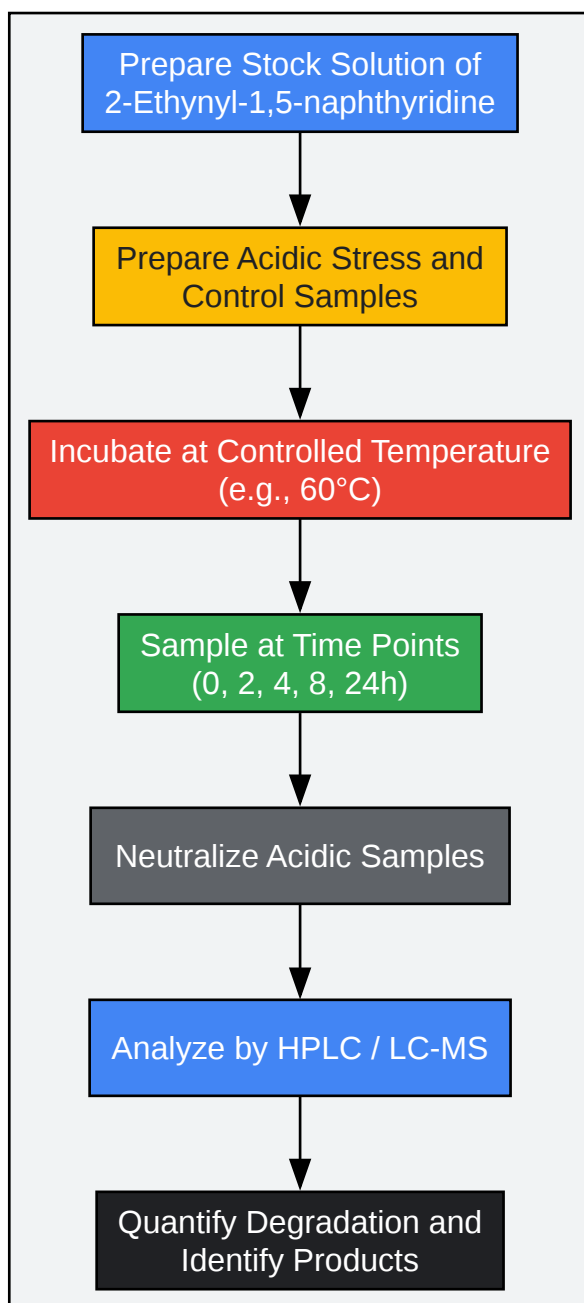 Prepare Stock Solution of
2-Ethynyl-1,5-naphthyridine
Prepare Acidic Stress and
Control Samples
Incubate at Controlled Temperature
(e.g., 60°C)
Sample at Time Points
(0, 2, 4, 8, 24h)
Neutralize Acidic Samples
Analyze by HPLC / LC-MS
Quantify Degradation and
Identify Products